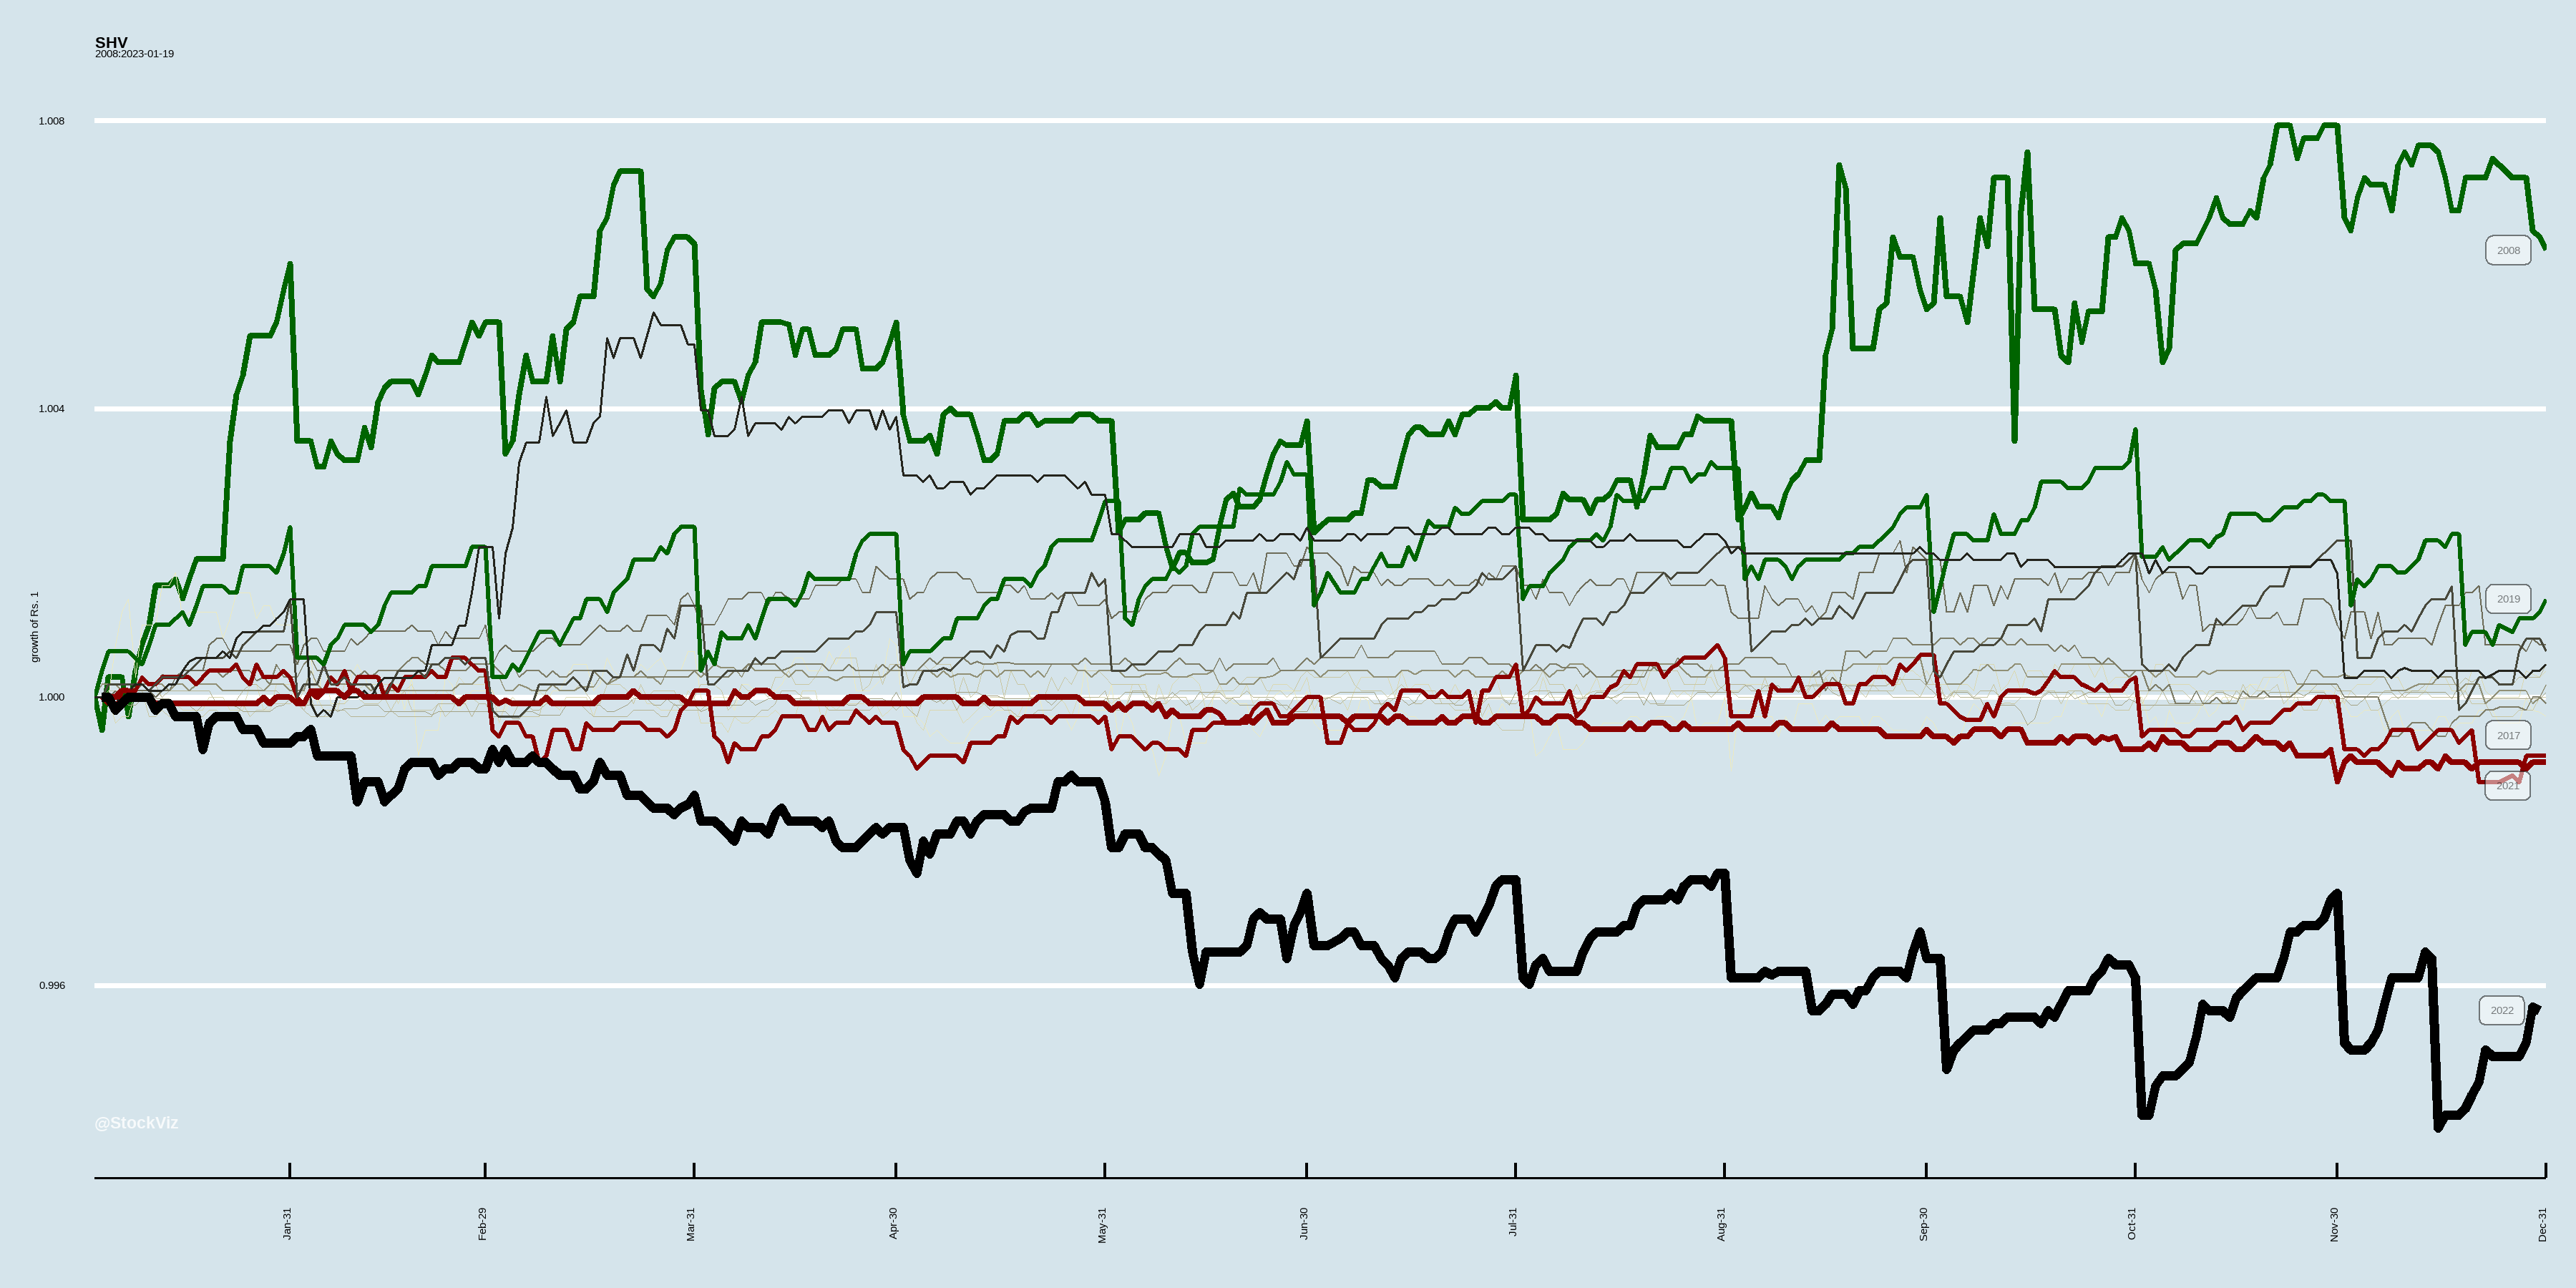 SHV
2008:2023-01-19
1.008
1.004
1.000
0.996
growth of Rs. 1
2008
2019
2017
2021
2022
@StockViz
Jan-31
Feb-29
Mar-31
Apr-30
May-31
Jun-30
Jul-31
Aug-31
Sep-30
Oct-31
Nov-30
Dec-31